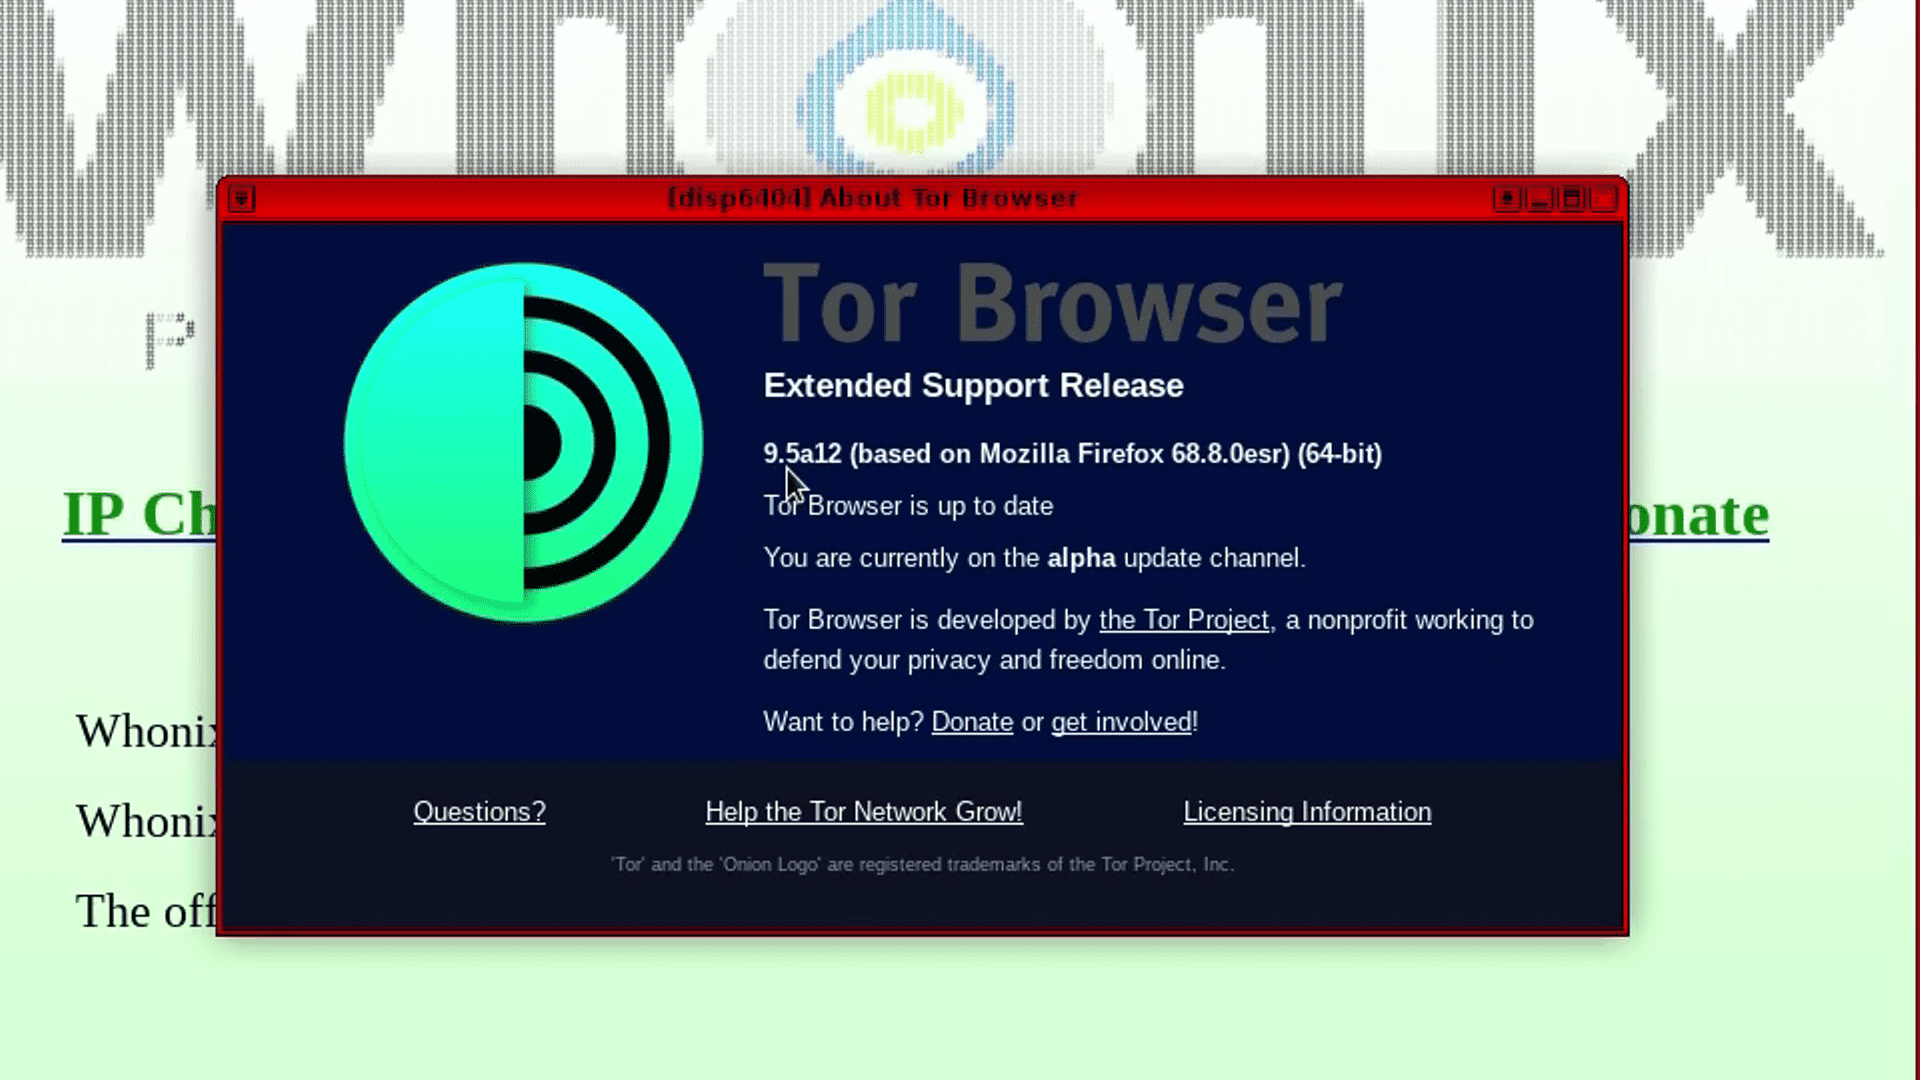 whonix
[disp6404] About Tor Browser
Tor Browser
Extended Support Release
9.5a12 (based on Mozilla Firefox 68.8.0esr) (64-bit)
Tor Browser is up to date
You are currently on the alpha update channel.
Tor Browser is developed by the Tor Project, a nonprofit working to
defend your privacy and freedom online.
Want to help? Donate or get involved!
Questions? Help the Tor Network Grow! Licensing Information
'Tor' and the 'Onion Logo' are registered trademarks of the Tor Project, Inc.
IP Ch
onate
Whonix
Whonix
The off